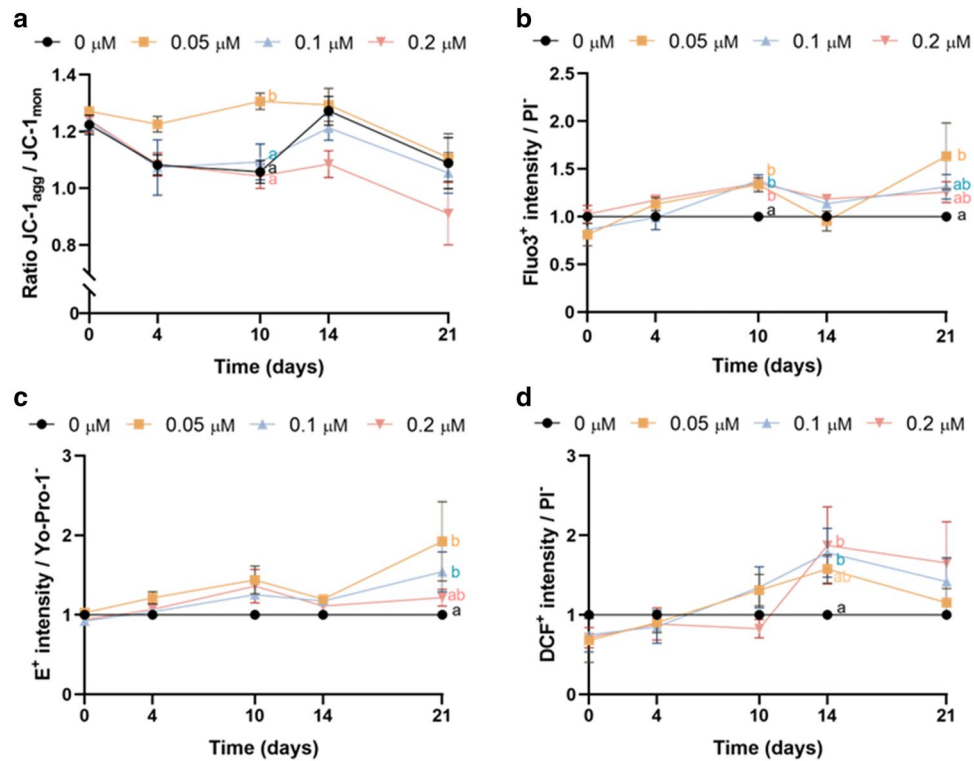 a
0 μM 0.05 μM 0.1 μM 0.2 μM
Ratio JC-1agg / JC-1mon
1.4
1.2
1.0
0.8
0
b
a
a
a
0 4 10 14 21
Time (days)
b
0 μM 0.05 μM 0.1 μM 0.2 μM
Fluo3+ intensity / PI-
2.5
2.0
1.5
1.0
0.5
0
b
b
b
a
b
ab
ab
a
0 4 10 14 21
Time (days)
c
0 μM 0.05 μM 0.1 μM 0.2 μM
E+ intensity / Yo-Pro-1-
3
2
1
0
b
b
ab
a
0 4 10 14 21
Time (days)
d
0 μM 0.05 μM 0.1 μM 0.2 μM
DCF+ intensity / PI-
3
2
1
0
b
b
ab
a
0 4 10 14 21
Time (days)